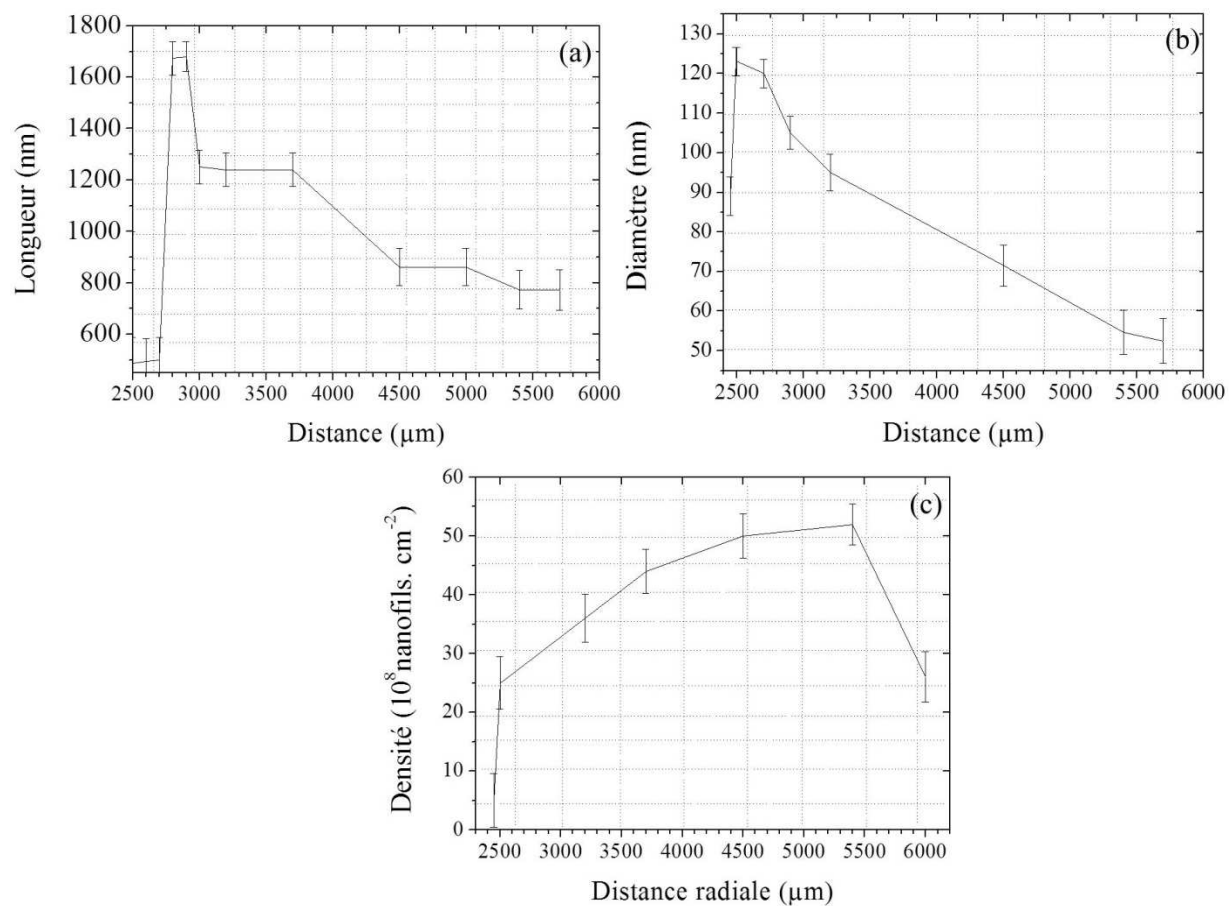 (a)
Longueur (nm)
1800
1600
1400
1200
1000
800
600
2500 3000 3500 4000 4500 5000 5500 6000
Distance (µm)
(b)
Diamètre (nm)
130
120
110
100
90
80
70
60
50
2500 3000 3500 4000 4500 5000 5500 6000
Distance (µm)
(c)
Densité (10⁸nanofils. cm⁻²)
60
50
40
30
20
10
0
2500 3000 3500 4000 4500 5000 5500 6000
Distance radiale (µm)